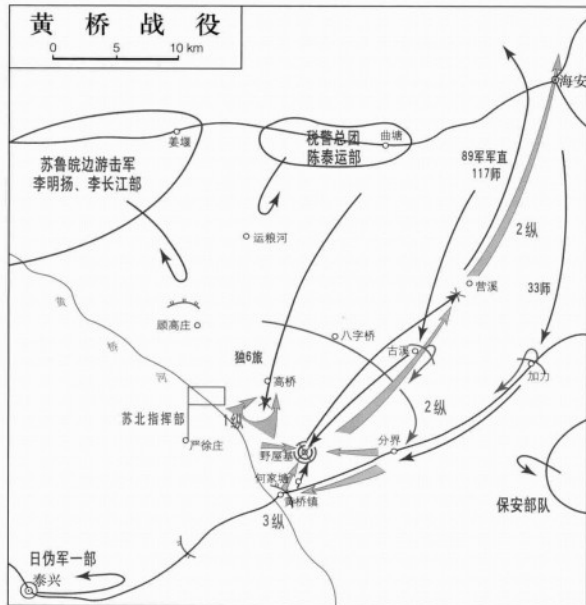 黄桥战役
0 5 10 km
海安
姜堰
税警总团
陈泰运部
曲塘
苏鲁皖边游击军
李明扬、李长江部
89军军直
117师
运粮河
2纵
营溪
33师
黄桥河
顾高庄
八字桥
独6旅
古溪
高桥
加力
苏北指挥部
1纵
2纵
严徐庄
野屋基
分界
何家塘
黄桥镇
3纵
保安部队
日伪军一部
泰兴